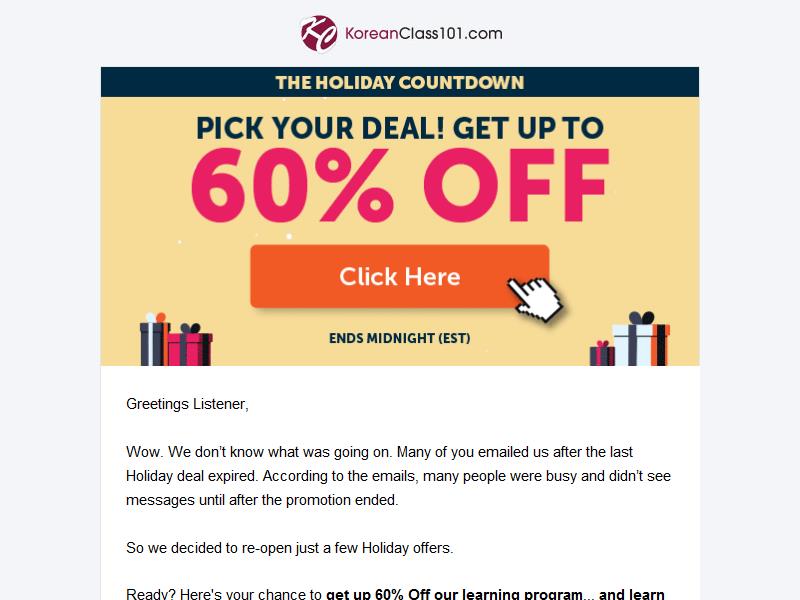 KoreanClass101.com
THE HOLIDAY COUNTDOWN
PICK YOUR DEAL! GET UP TO
60% OFF
Click Here
ENDS MIDNIGHT (EST)
Greetings Listener,
Wow. We don’t know what was going on. Many of you emailed us after the last
Holiday deal expired. According to the emails, many people were busy and didn’t see
messages until after the promotion ended.
So we decided to re-open just a few Holiday offers.
Ready? Here's your chance to get up 60% Off our learning program... and learn